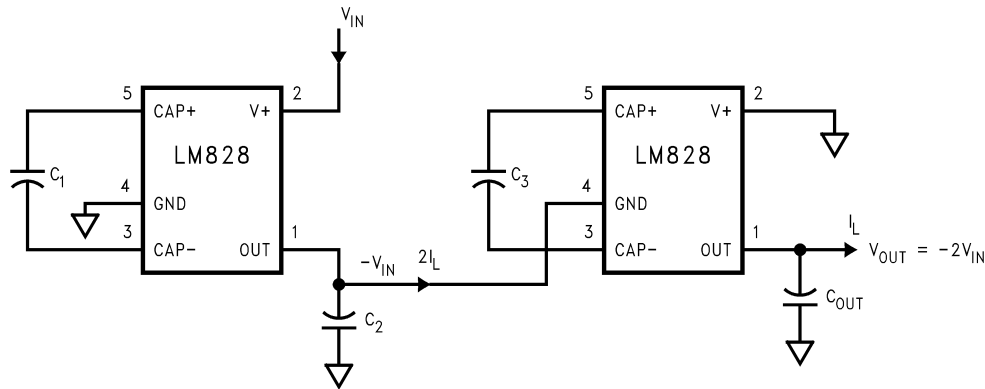 V_IN
5
CAP+
V+
2
LM828
C_1
4
GND
3
CAP-
OUT
1
-V_IN
2I_L
C_2
5
CAP+
V+
2
LM828
C_3
4
GND
3
CAP-
OUT
1
I_L
V_OUT = -2V_IN
C_OUT